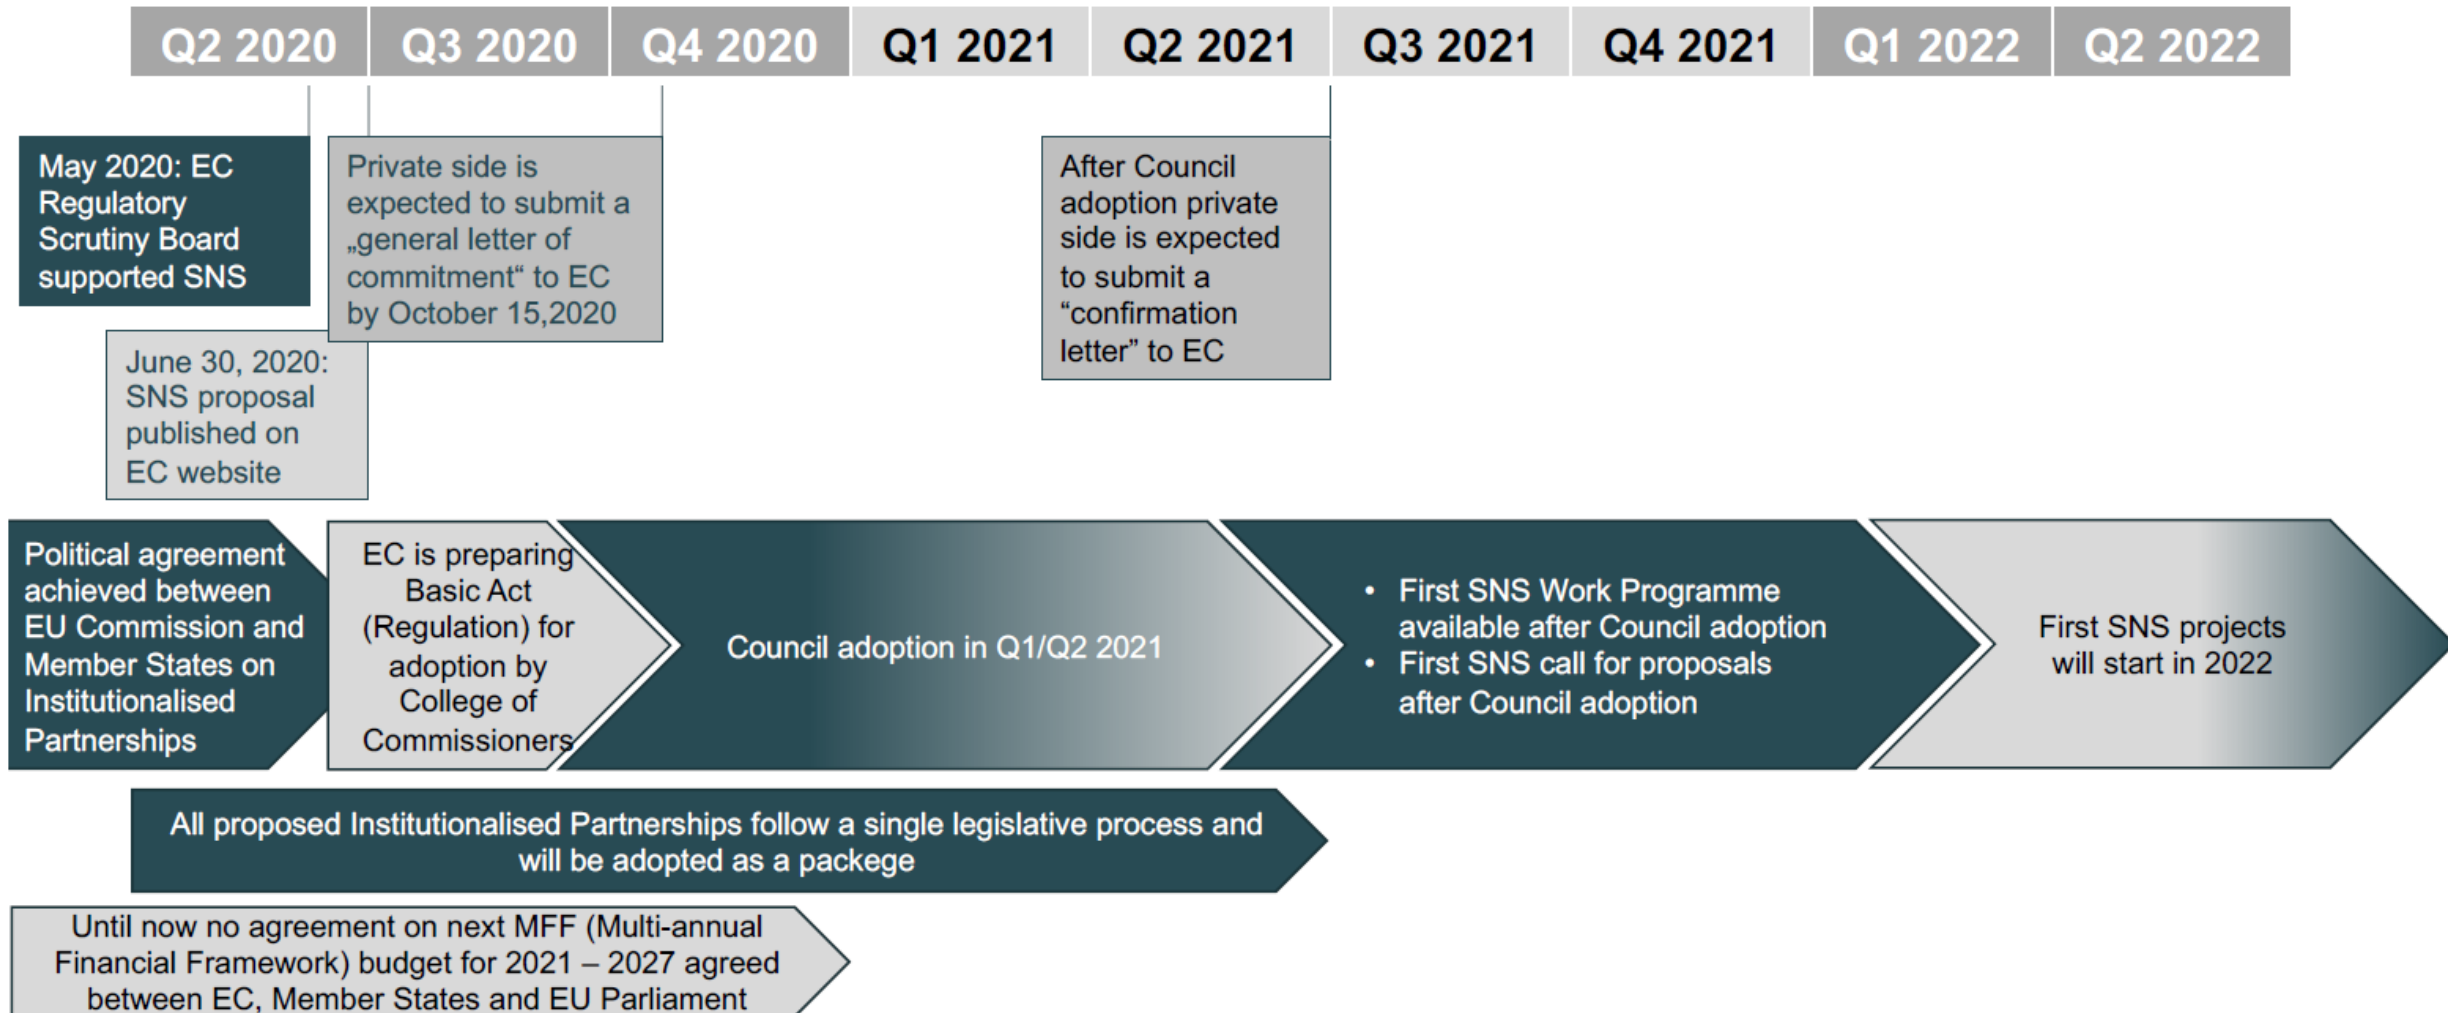 Q2 2020 Q3 2020 Q4 2020 Q1 2021 Q2 2021 Q3 2021 Q4 2021 Q1 2022 Q2 2022
May 2020: EC
Regulatory
Scrutiny Board
supported SNS
Private side is
expected to submit a
„general letter of
commitment“ to EC
by October 15,2020
After Council
adoption private
side is expected
to submit a
“confirmation
letter” to EC
June 30, 2020:
SNS proposal
published on
EC website
Political agreement
achieved between
EU Commission and
Member States on
Institutionalised
Partnerships
EC is preparing
Basic Act
(Regulation) for
adoption by
College of
Commissioners
Council adoption in Q1/Q2 2021
• First SNS Work Programme
available after Council adoption
• First SNS call for proposals
after Council adoption
First SNS projects
will start in 2022
All proposed Institutionalised Partnerships follow a single legislative process and
will be adopted as a packege
Until now no agreement on next MFF (Multi-annual
Financial Framework) budget for 2021 – 2027 agreed
between EC, Member States and EU Parliament